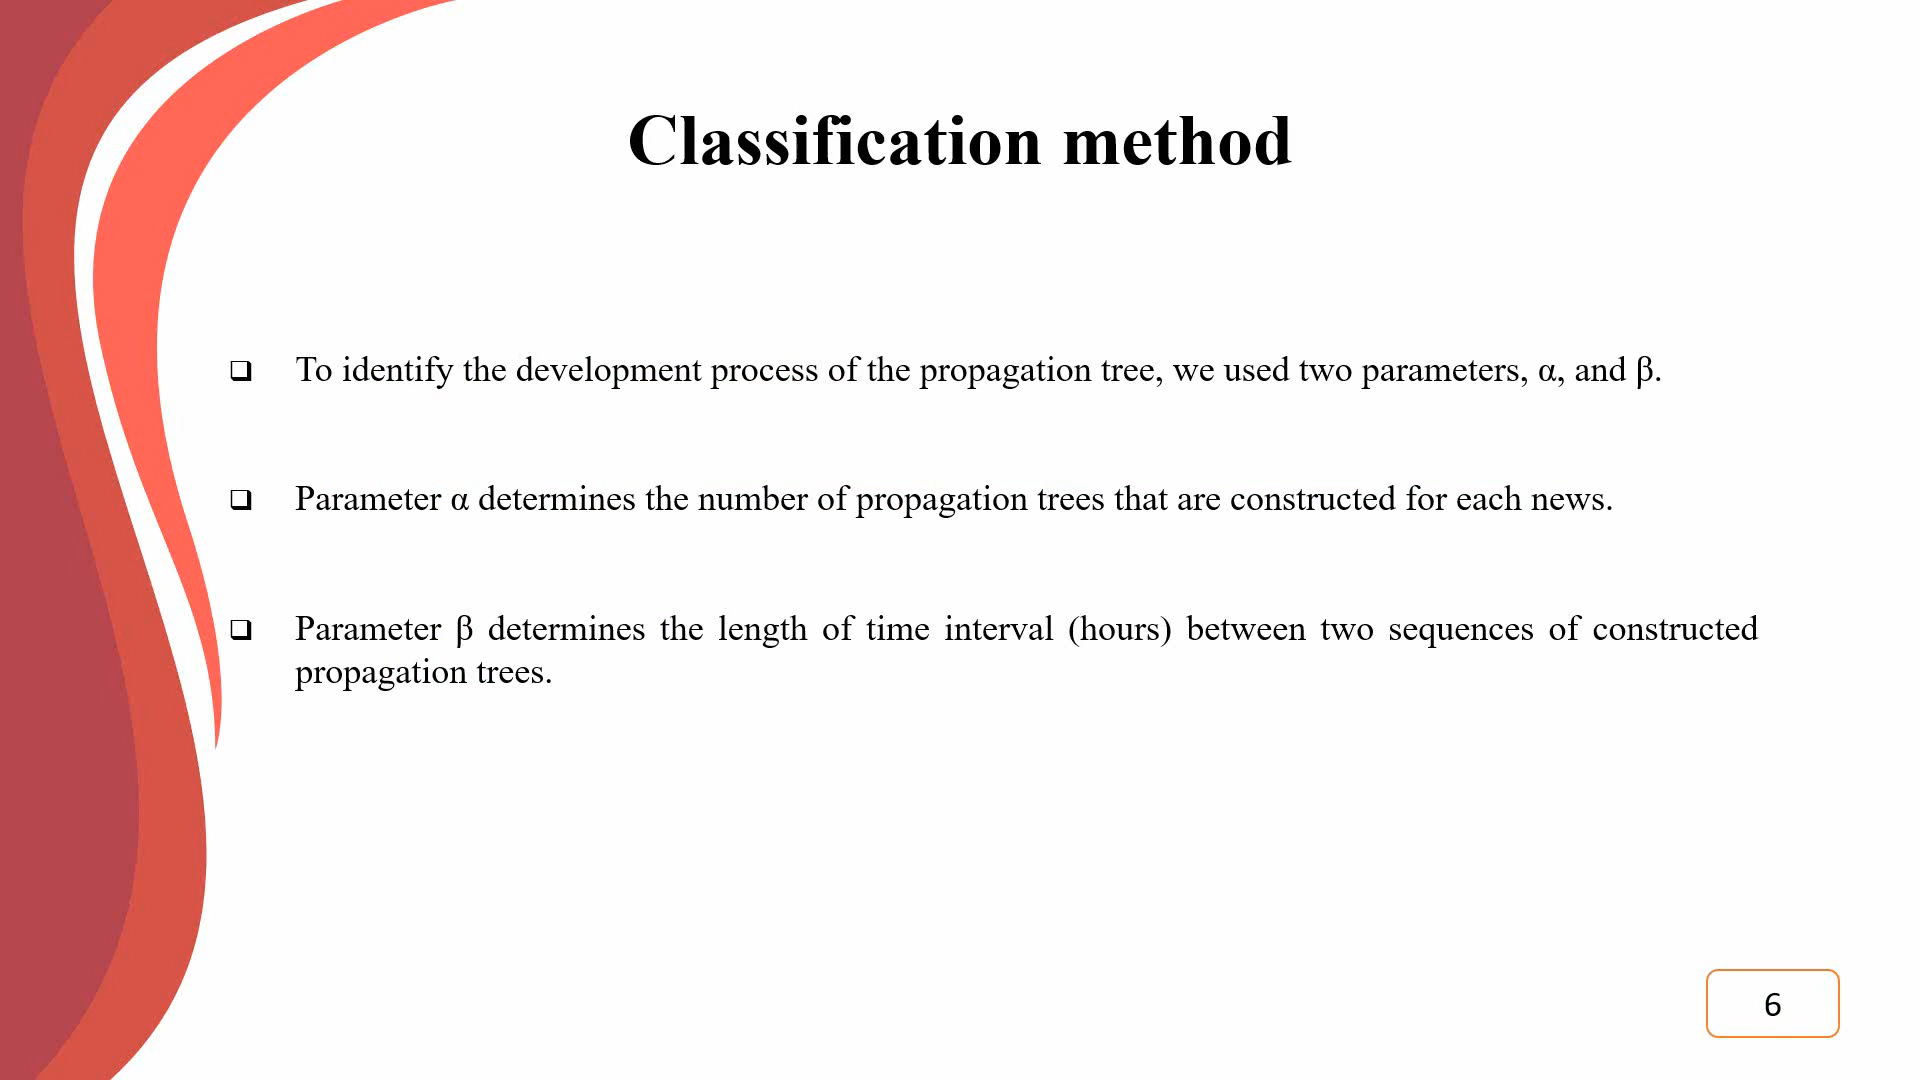 Classification method
To identify the development process of the propagation tree, we used two parameters, α, and β.
Parameter α determines the number of propagation trees that are constructed for each news.
Parameter β determines the length of time interval (hours) between two sequences of constructed
propagation trees.
6